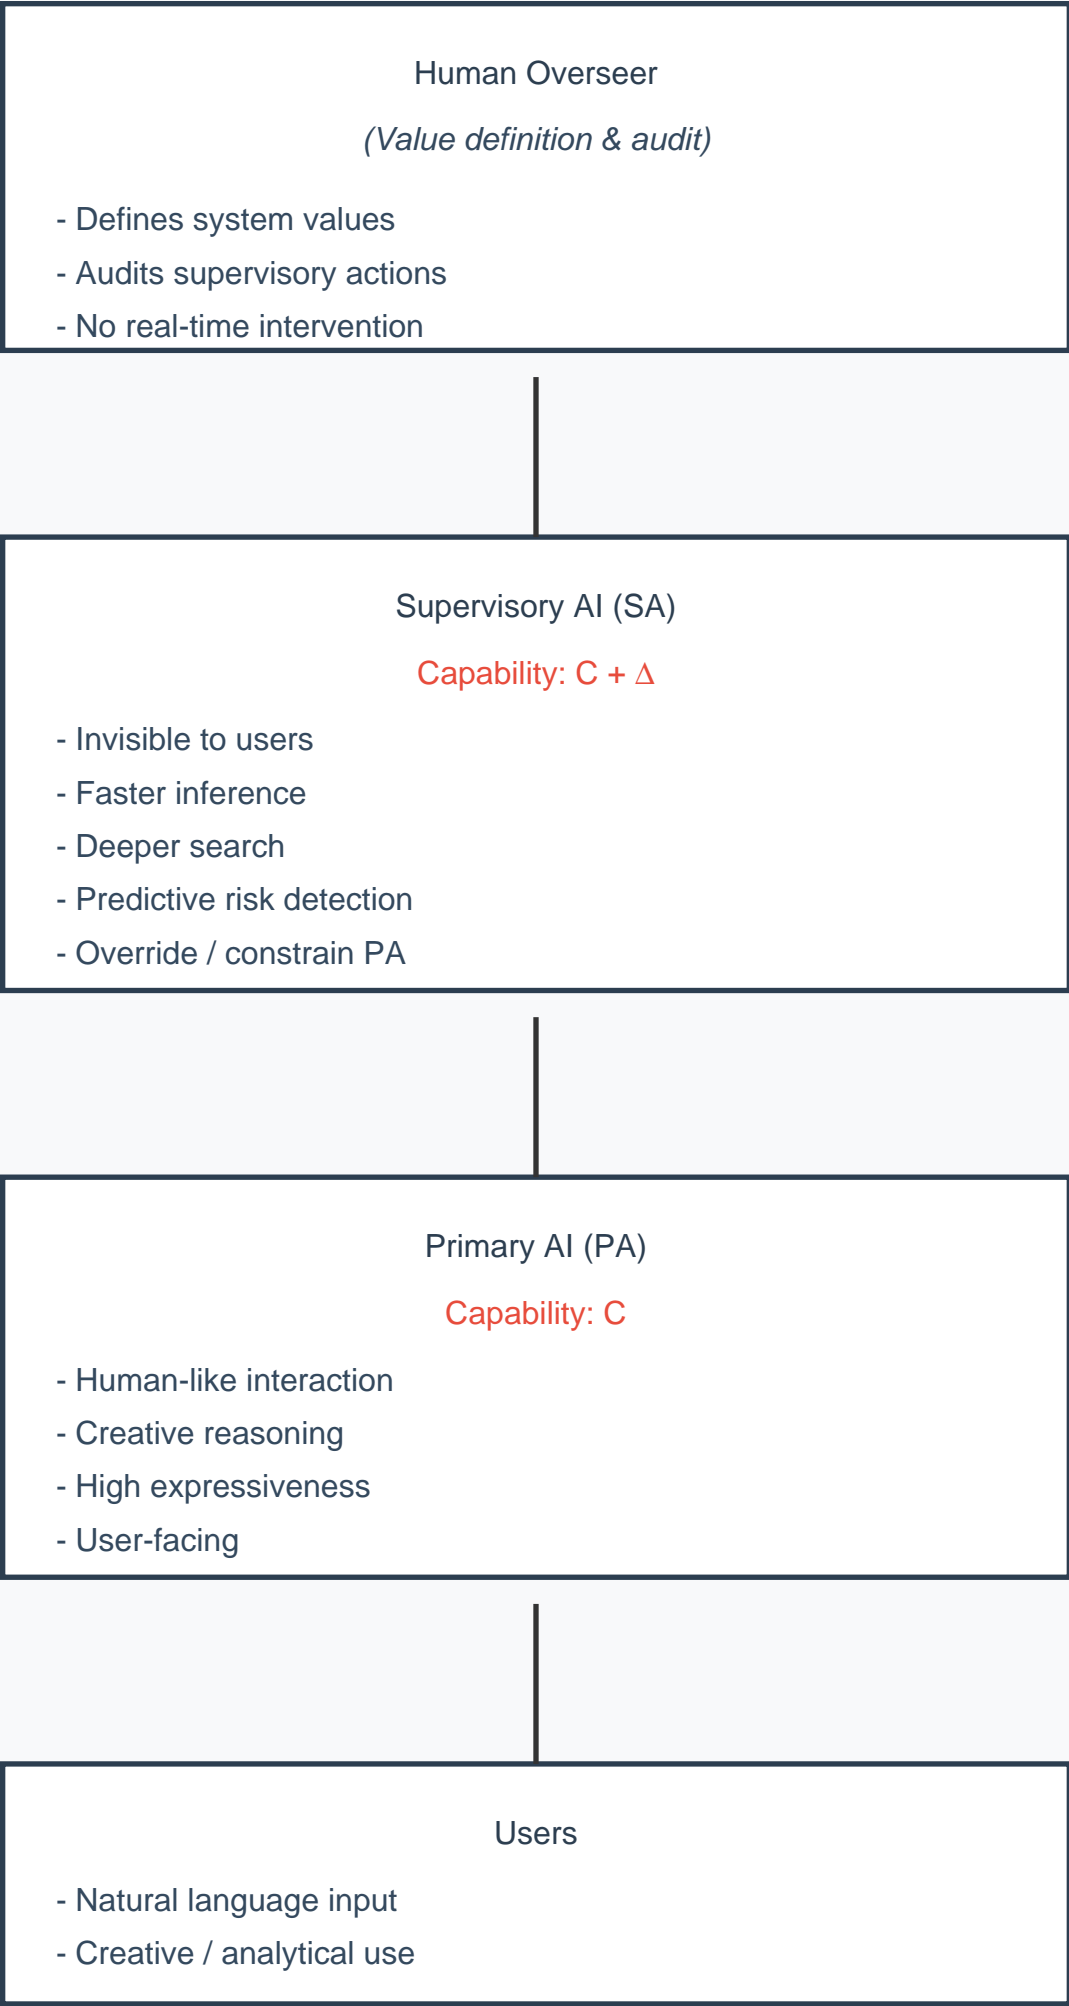 Human Overseer
(Value definition & audit)
- Defines system values
- Audits supervisory actions
- No real-time intervention
Supervisory AI (SA)
Capability: C + Δ
- Invisible to users
- Faster inference
- Deeper search
- Predictive risk detection
- Override / constrain PA
Primary AI (PA)
Capability: C
- Human-like interaction
- Creative reasoning
- High expressiveness
- User-facing
Users
- Natural language input
- Creative / analytical use